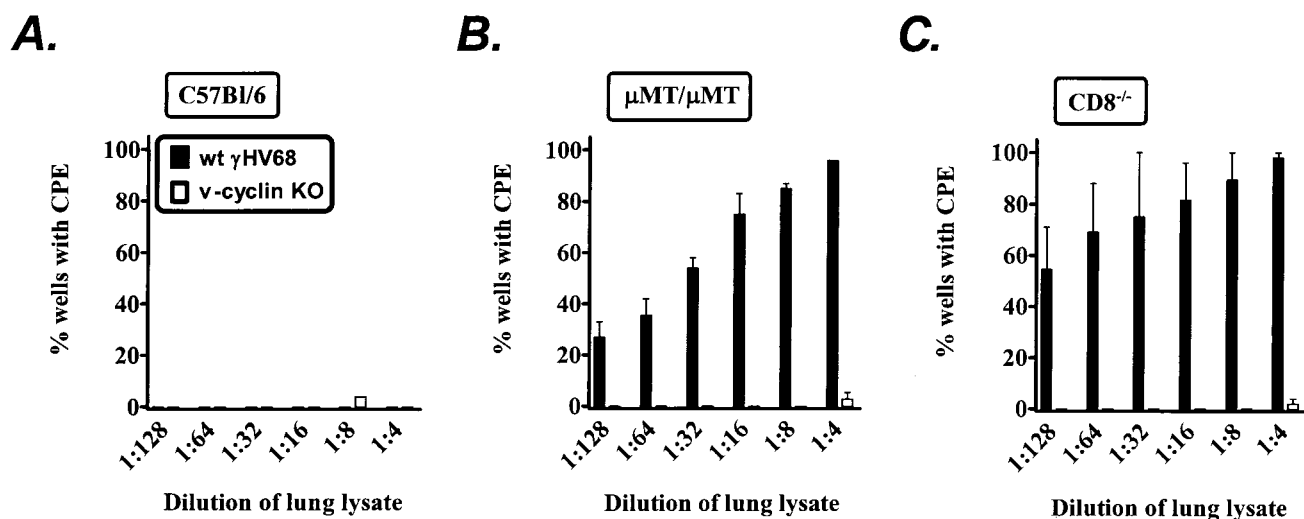 A.
C57Bl/6
% wells with CPE
100
80
60
40
20
0
wt γHV68
v-cyclin KO
1:128
1:64
1:32
1:16
1:8
1:4
Dilution of lung lysate
B.
μMT/μMT
% wells with CPE
100
80
60
40
20
0
1:128
1:64
1:32
1:16
1:8
1:4
Dilution of lung lysate
C.
CD8-/-
% wells with CPE
100
80
60
40
20
0
1:128
1:64
1:32
1:16
1:8
1:4
Dilution of lung lysate